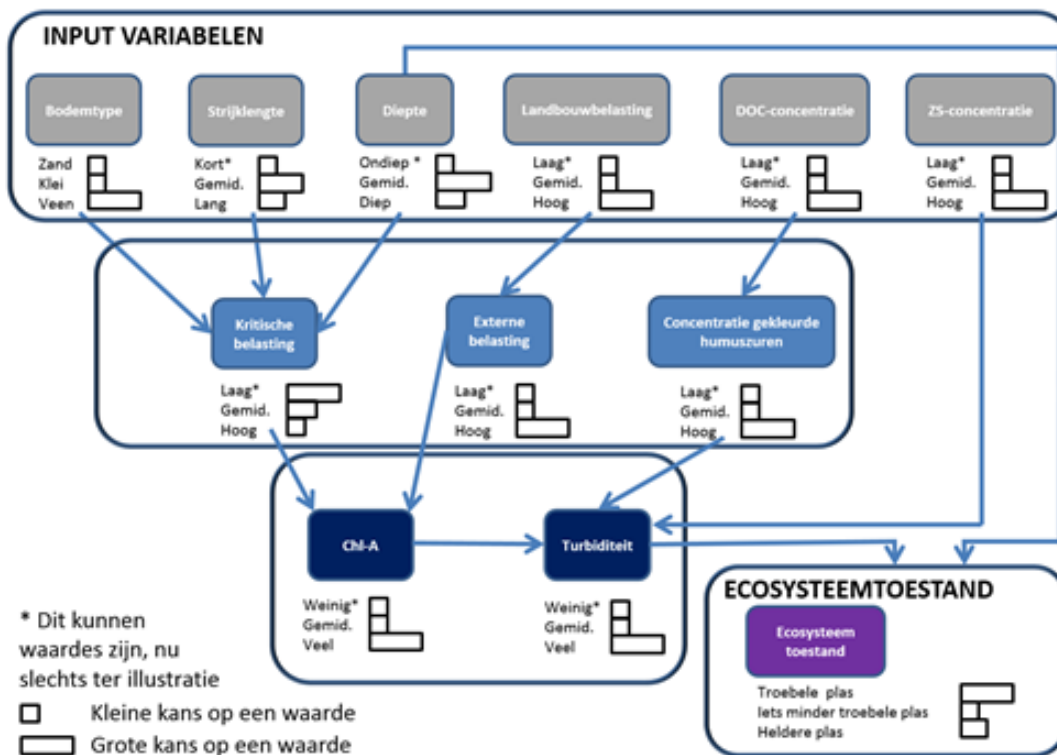 INPUT VARIABELEN
Bodemtype
Strijklengte
Diepte
Landbouwbelasting
DOC-concentratie
ZS-concentratie
Zand
Klei
Veen
Kort*
Gemid.
Lang
Ondiep *
Gemid.
Diep
Laag*
Gemid.
Hoog
Laag*
Gemid.
Hoog
Laag*
Gemid.
Hoog
Kritische
belasting
Externe
belasting
Concentratie gekleurde
humuszuren
Laag*
Gemid.
Hoog
Laag*
Gemid.
Hoog
Laag*
Gemid.
Hoog
Chl-A
Turbiditeit
Weinig*
Gemid.
Veel
Weinig*
Gemid.
Veel
ECOSYSTEEMTOESTAND
Ecosysteem
toestand
Troebele plas
Iets minder troebele plas
Heldere plas
* Dit kunnen
waardes zijn, nu
slechts ter illustratie
Kleine kans op een waarde
Grote kans op een waarde